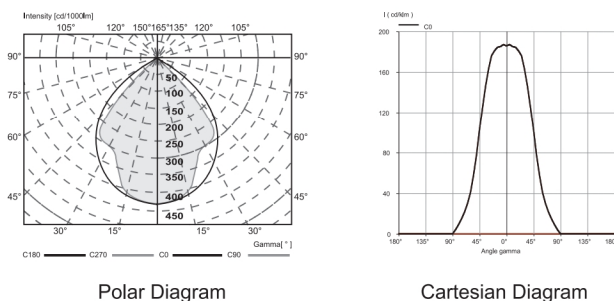 Intensity [cd/1000lm]
105° 120° 150°165°135° 120° 105°
90° 90°
75° 75°
60° 60°
45° 45°
30° 15° 15° 30°
50
100
150
200
250
300
350
400
450
Gamma[ ° ]
C180 C270 C0 C90
Polar Diagram
I ( cd/klm )
C0
200
160
120
80
40
0
180° 135° 90° 45° 0° 45° 90° 135° 180°
Angle gamma
Cartesian Diagram